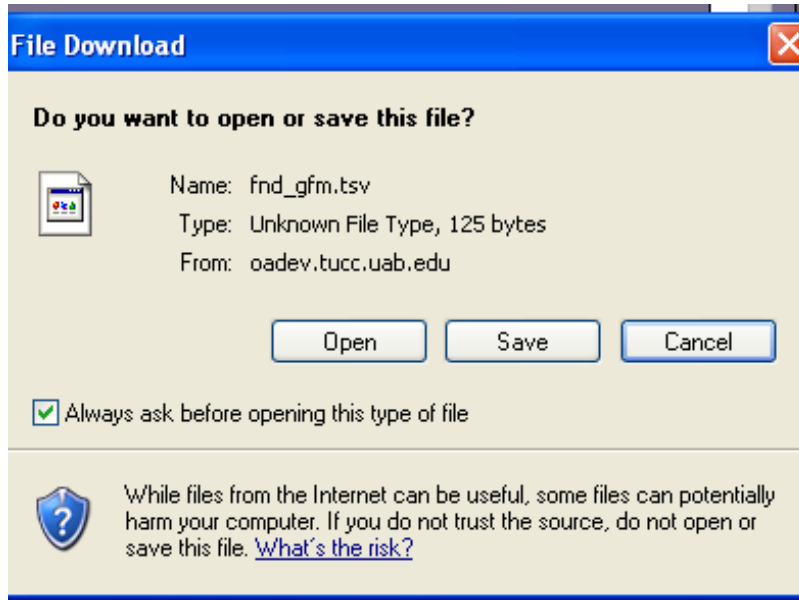 File Download
Do you want to open or save this file?
Name: fnd_gfm.tsv
Type: Unknown File Type, 125 bytes
From: oadev.tucc.uab.edu
Open Save Cancel
Always ask before opening this type of file
While files from the Internet can be useful, some files can potentially
harm your computer. If you do not trust the source, do not open or
save this file. What's the risk?